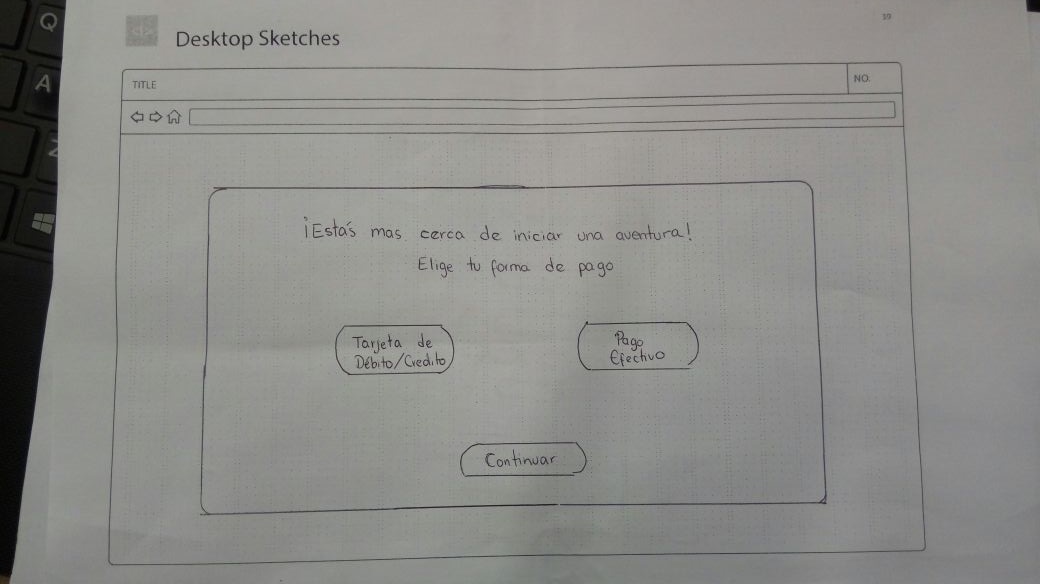 19
Desktop Sketches
TITLE
NO.
¡Estás mas cerca de iniciar una aventura!
Elige tu forma de pago
Tarjeta de
Débito/Credito
Pago
Efectivo
Continuar
Q
A
Z